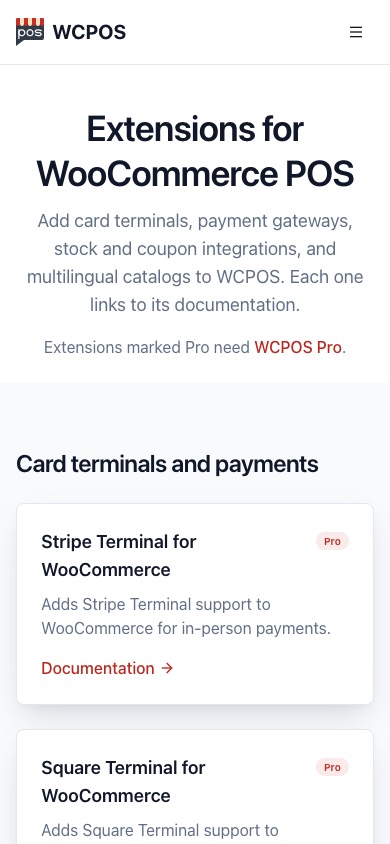 pos WCPOS
Extensions for
WooCommerce POS
Add card terminals, payment gateways,
stock and coupon integrations, and
multilingual catalogs to WCPOS. Each one
links to its documentation.
Extensions marked Pro need WCPOS Pro.
Card terminals and payments
Stripe Terminal for
WooCommerce
Pro
Adds Stripe Terminal support to
WooCommerce for in-person payments.
Documentation →
Square Terminal for
WooCommerce
Pro
Adds Square Terminal support to